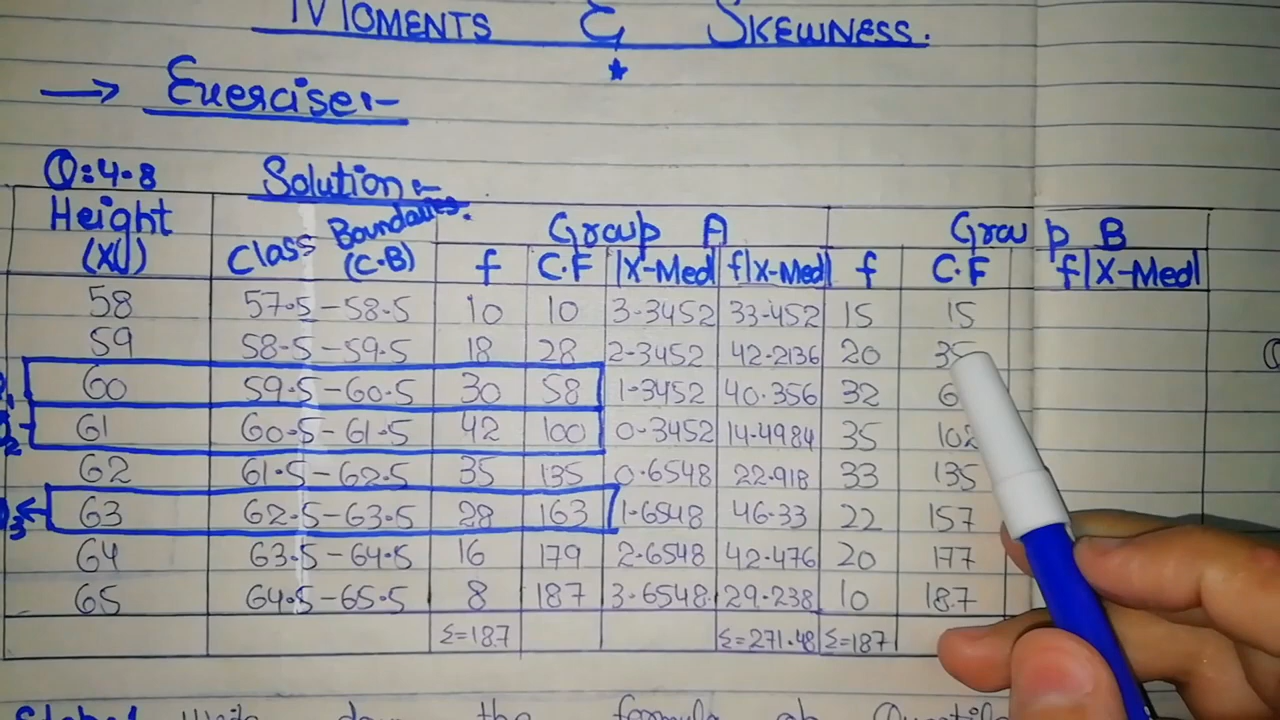 MOMENTS & SKEWNESS.
→ Exercise:-
Q:4.8 Solution:-
Height (X) Class Boundaries. (C.B) Group A Group B
f C.F |X-Med| f|X-Med| f C.F f|X-Med|
58 57.5-58.5 10 10 3.3452 33.452 15 15
59 58.5-59.5 18 28 2.3452 42.2136 20 35
60 59.5-60.5 30 58 1.3452 40.356 32 6
61 60.5-61.5 42 100 0.3452 14.4984 35 102
62 61.5-62.5 35 135 0.6548 22.918 33 135
63 62.5-63.5 28 163 1.6548 46.33 22 157
64 63.5-64.5 16 179 2.6548 42.476 20 177
65 64.5-65.5 8 187 3.6548 29.238 10 187
Σ=187 Σ=271.48 Σ=187
the formula